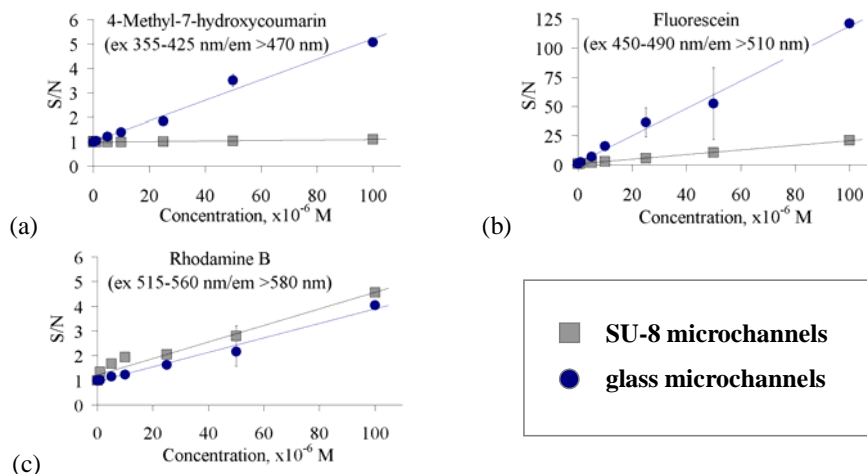 4-Methyl-7-hydroxycoumarin
(ex 355-425 nm/em >470 nm)
S/N
6
5
4
3
2
1
0
0 20 40 60 80 100
Concentration, x10⁻⁶ M
(a)
Fluorescein
(ex 450-490 nm/em >510 nm)
S/N
125
100
75
50
25
0
0 20 40 60 80 100
Concentration, x10⁻⁶ M
(b)
Rhodamine B
(ex 515-560 nm/em >580 nm)
S/N
6
5
4
3
2
1
0
0 20 40 60 80 100
Concentration, x10⁻⁶ M
(c)
SU-8 microchannels
glass microchannels